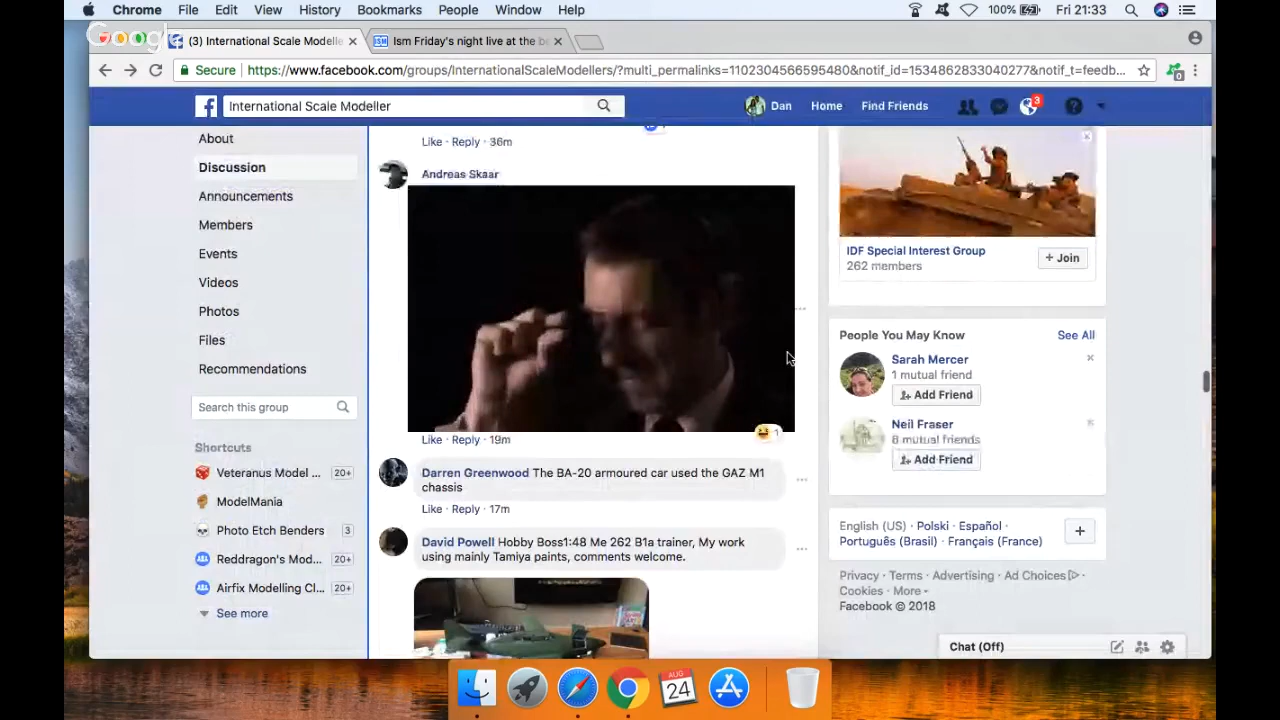 Chrome File Edit View History Bookmarks People Window Help 100% Fri 21:33
Google
(3) International Scale Modelle
Ism Friday's night live at the be
Secure https://www.facebook.com/groups/InternationalScaleModellers/?multi_permalinks=1102304566595480&notif_id=1534862833040277&notif_t=feedb...
0
International Scale Modeller
Dan Home Find Friends 3
About
Discussion
Announcements
Members
Events
Videos
Photos
Files
Recommendations
Search this group
Shortcuts
Veteranus Model ... 20+
ModelMania
Photo Etch Benders 3
Reddragon's Mod... 20+
Airfix Modelling Cl... 20+
See more
Like · Reply · 36m
Andreas Skaar
1
Like · Reply · 19m
Darren Greenwood The BA-20 armoured car used the GAZ M1
chassis
Like · Reply · 17m
David Powell Hobby Boss1:48 Me 262 B1a trainer, My work
using mainly Tamiya paints, comments welcome.
IDF Special Interest Group
262 members
+ Join
People You May Know See All
Sarah Mercer
1 mutual friend
Add Friend
Neil Fraser
8 mutual friends
Add Friend
English (US) · Polski · Español ·
Português (Brasil) · Français (France)
+
Privacy · Terms · Advertising · Ad Choices
Cookies · More
Facebook © 2018
Chat (Off)
AUG
24